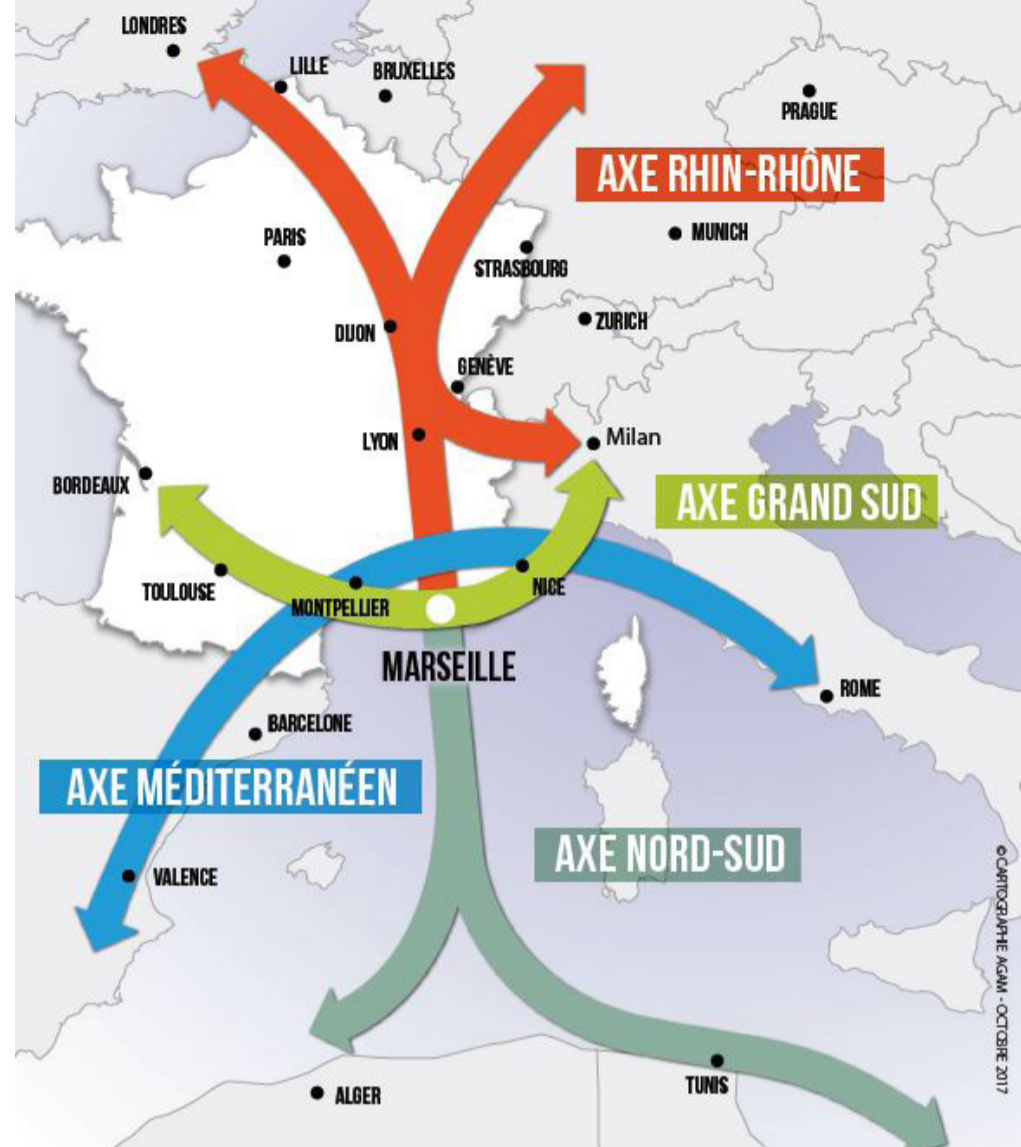 LONDRES
LILLE
BRUXELLES
PRAGUE
AXE RHIN-RHÔNE
PARIS
MUNICH
STRASBOURG
ZURICH
DIJON
GENÈVE
LYON
Milan
BORDEAUX
AXE GRAND SUD
TOULOUSE
MONTPELLIER
NICE
MARSEILLE
ROME
BARCELONE
AXE MÉDITERRANÉEN
AXE NORD-SUD
VALENCE
TUNIS
ALGER
© CARTOGRAPHIE AGAM - OCTOBRE 2017